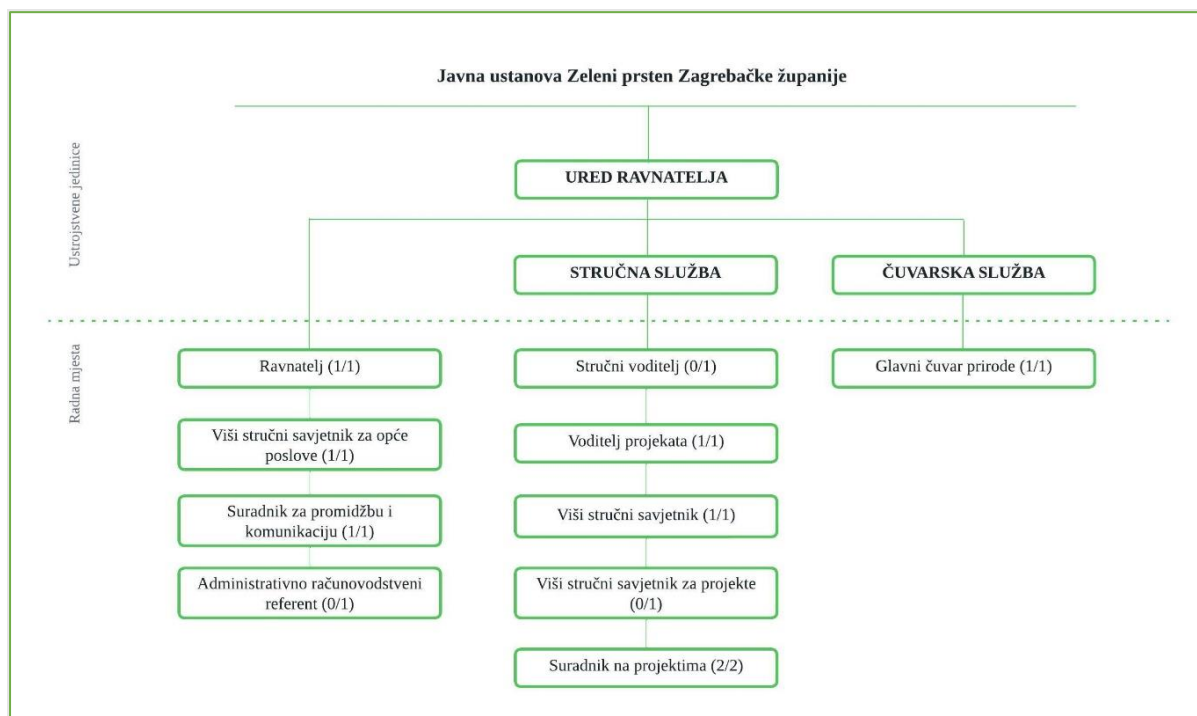 Javna ustanova Zeleni prsten Zagrebačke županije
Ustrojstvene jedinice
URED RAVNATELJA
STRUČNA SLUŽBA
ČUVARSKA SLUŽBA
Radna mjesta
Ravnatelj (1/1)
Viši stručni savjetnik za opće
poslove (1/1)
Suradnik za promidžbu i
komunikaciju (1/1)
Administrativno računovodstveni
referent (0/1)
Stručni voditelj (0/1)
Voditelj projekata (1/1)
Viši stručni savjetnik (1/1)
Viši stručni savjetnik za projekte
(0/1)
Suradnik na projektima (2/2)
Glavni čuvar prirode (1/1)